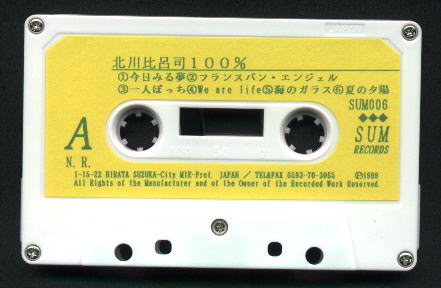 北川比呂司100%
①今日みる夢②フランスパン・エンジェル
③一人ぼっち④We are life⑤海のガラス⑥夏の夕陽
SUM006
◆◆◆
A
SUM
N. R.
RECORDS
100 50 0
1-15-22 HIRATA SUZUKA-City MIE-Pref. JAPAN / TEL&FAX 0593-70-3065 Ⓟ1999
All Rights of the Manufacturer and of the Owner of the Recorded Work Reserved